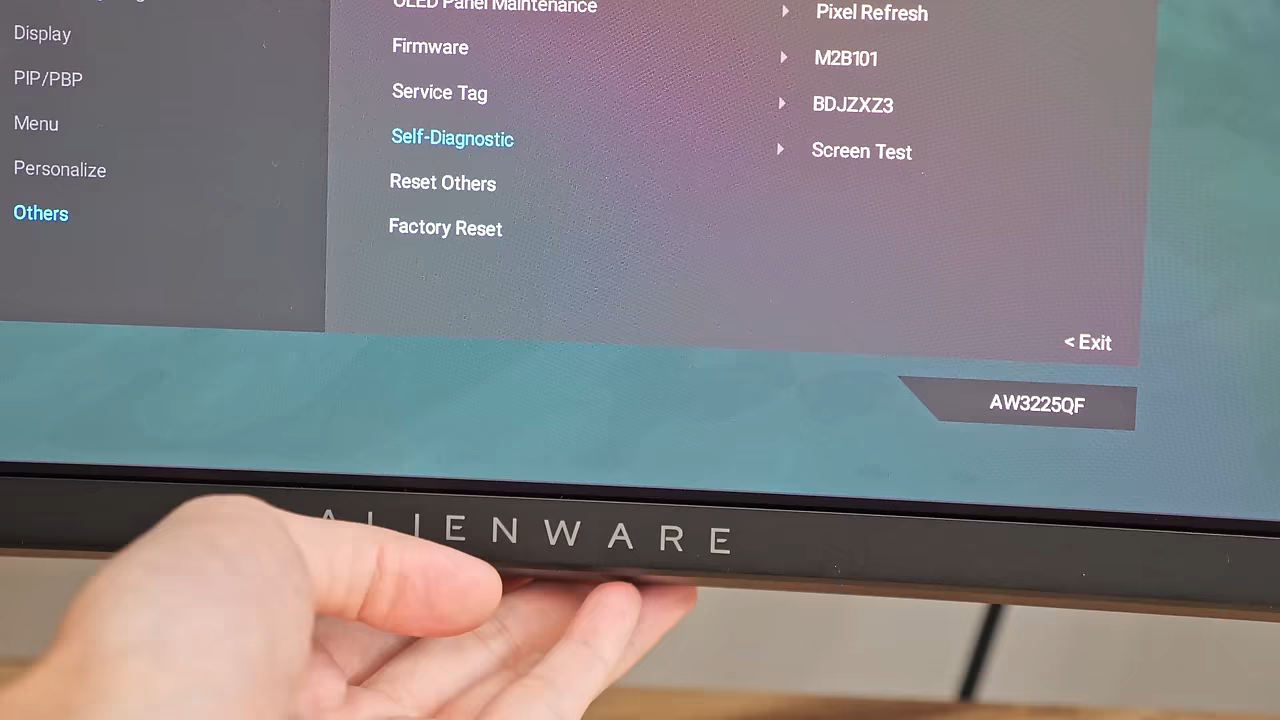 OLED Panel Maintenance
Pixel Refresh
Display
Firmware
M2B101
PIP/PBP
Service Tag
BDJZXZ3
Menu
Self-Diagnostic
Screen Test
Personalize
Reset Others
Others
Factory Reset
< Exit
AW3225QF
ALIENWARE